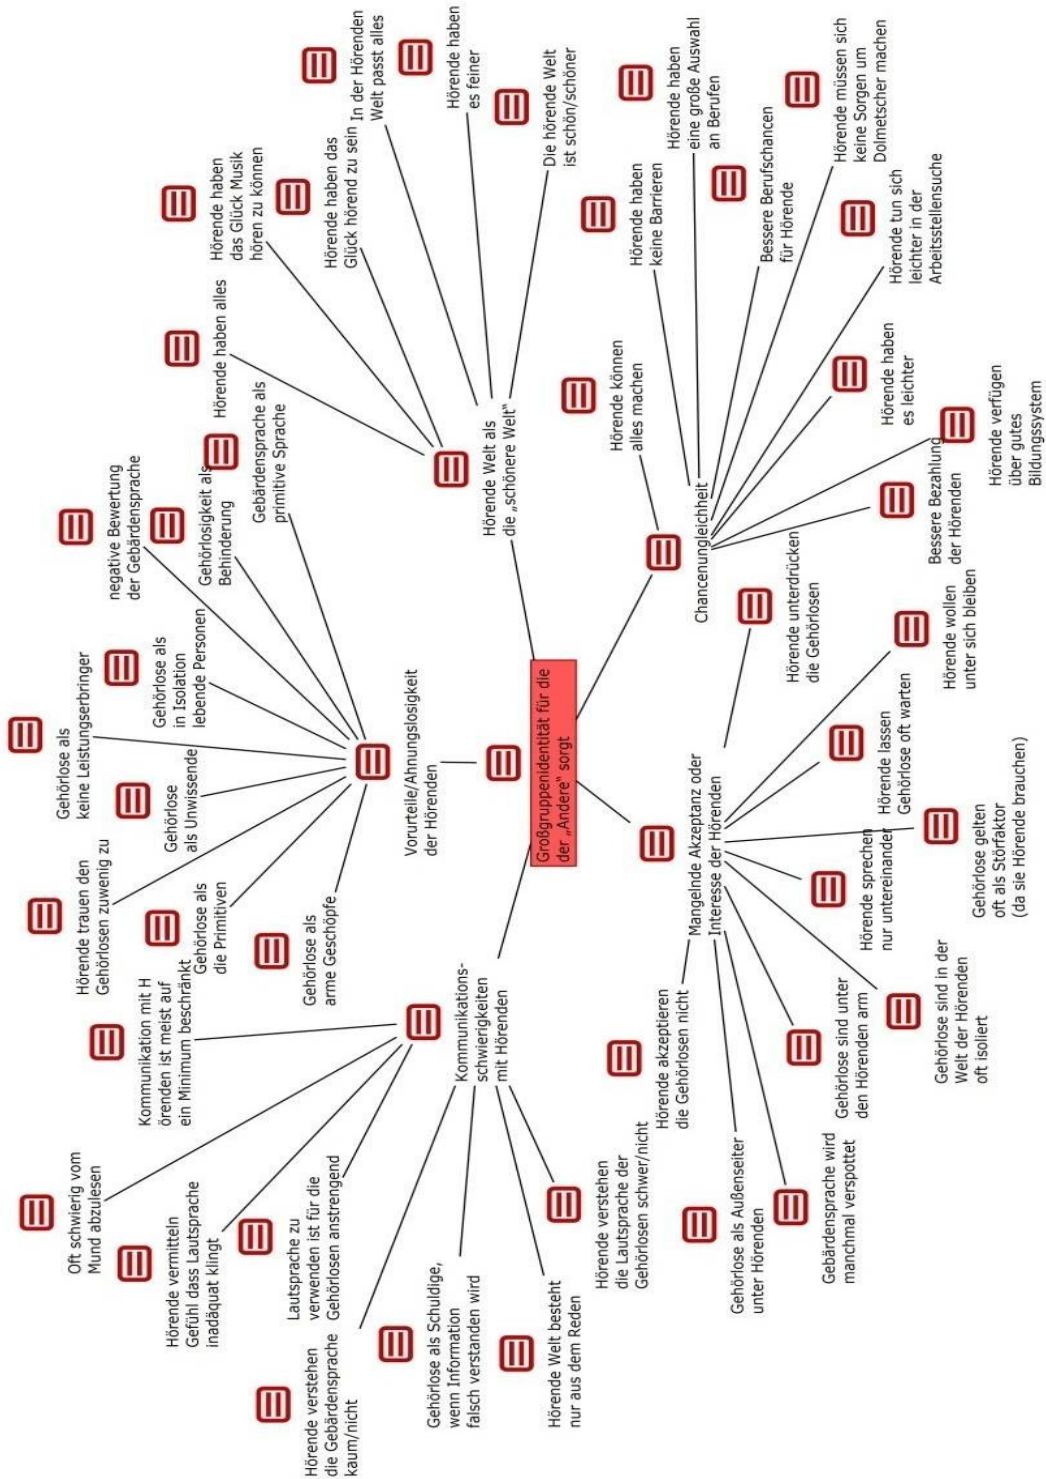 Großgruppenidentität für die
der „Andere" sorgt
Vorurteile/Ahnungslosigkeit
der Hörenden
Gehörlose als
arme Geschöpfe
Gehörlose als
die Primitiven
Hörende trauen den
Gehörlosen zuwenig zu
Gehörlose
als Unwissende
Gehörlose als
keine Leistungserbringer
Gehörlose als
in Isolation
lebende Personen
negative Bewertung
der Gebärdensprache
Gehörlosigkeit als
Behinderung
Gebärdensprache als
primitive Sprache
Hörende Welt als
die „schönere Welt"
Hörende haben alles
Hörende haben
das Glück Musik
hören zu können
Hörende haben das
Glück hörend zu sein
In der Hörenden
Welt passt alles
Hörende haben
es feiner
Die hörende Welt
ist schön/schöner
Chancenungleichheit
Hörende können
alles machen
Hörende haben
keine Barrieren
Hörende haben
eine große Auswahl
an Berufen
Bessere Berufschancen
für Hörende
Hörende müssen sich
keine Sorgen um
Dolmetscher machen
Hörende tun sich
leichter in der
Arbeitsstellensuche
Hörende haben
es leichter
Hörende verfügen
über gutes
Bildungssystem
Bessere Bezahlung
der Hörenden
Mangelnde Akzeptanz oder
Interesse der Hörenden
Hörende unterdrücken
die Gehörlosen
Hörende wollen
unter sich bleiben
Hörende lassen
Gehörlose oft warten
Gehörlose gelten
oft als Störfaktor
(da sie Hörende brauchen)
Hörende sprechen
nur untereinander
Gehörlose sind in der
Welt der Hörenden
oft isoliert
Gehörlose sind unter
den Hörenden arm
Gebärdensprache wird
manchmal verspottet
Gehörlose als Außenseiter
unter Hörenden
Hörende akzeptieren
die Gehörlosen nicht
Kommunikations-
schwierigkeiten
mit Hörenden
Kommunikation mit H
örenden ist meist auf
ein Minimum beschränkt
Oft schwierig vom
Mund abzulesen
Hörende vermitteln
Gefühl dass Lautsprache
inadäquat klingt
Lautsprache zu
verwenden ist für die
Gehörlosen anstrengend
Hörende verstehen
die Gebärdensprache
kaum/nicht
Gehörlose als Schuldige,
wenn Information
falsch verstanden wird
Hörende Welt besteht
nur aus dem Reden
Hörende verstehen
die Lautsprache der
Gehörlosen schwer/nicht